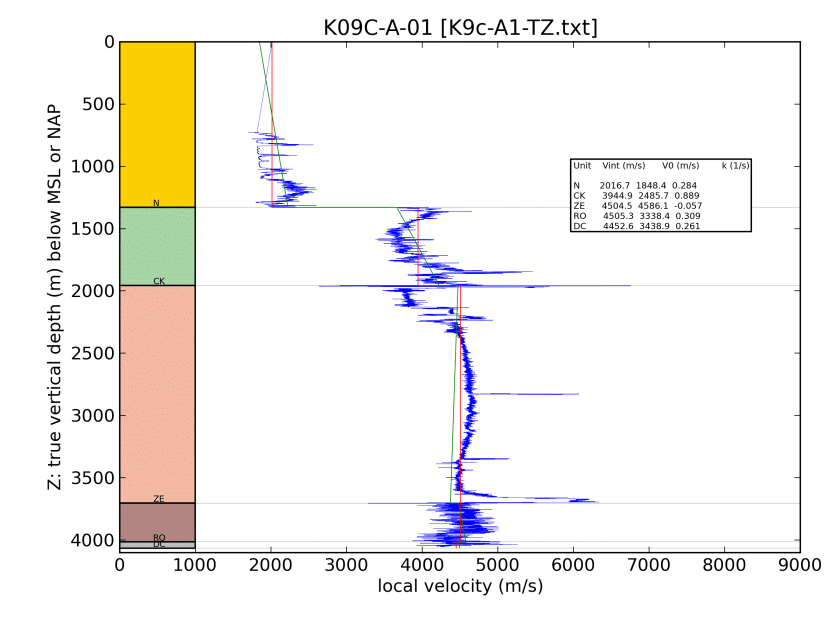 K09C-A-01 [K9c-A1-TZ.txt]
Z: true vertical depth (m) below MSL or NAP
0
500
1000
1500
2000
2500
3000
3500
4000
N
CK
ZE
RO
DC
Unit Vint (m/s) V0 (m/s) k (1/s)
N 2016.7 1848.4 0.284
CK 3944.9 2485.7 0.889
ZE 4504.5 4586.1 -0.057
RO 4505.3 3338.4 0.309
DC 4452.6 3438.9 0.261
0 1000 2000 3000 4000 5000 6000 7000 8000 9000
local velocity (m/s)